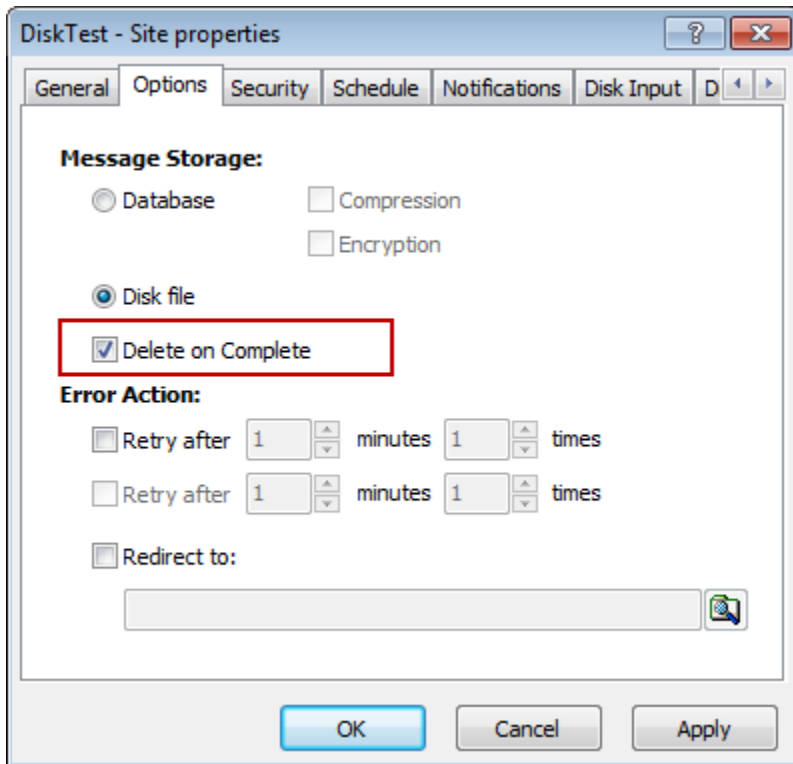 DiskTest - Site properties
General Options Security Schedule Notifications Disk Input D
Message Storage:
Database Compression
Encryption
Disk file
Delete on Complete
Error Action:
Retry after 1 minutes 1 times
Retry after 1 minutes 1 times
Redirect to:
OK Cancel Apply